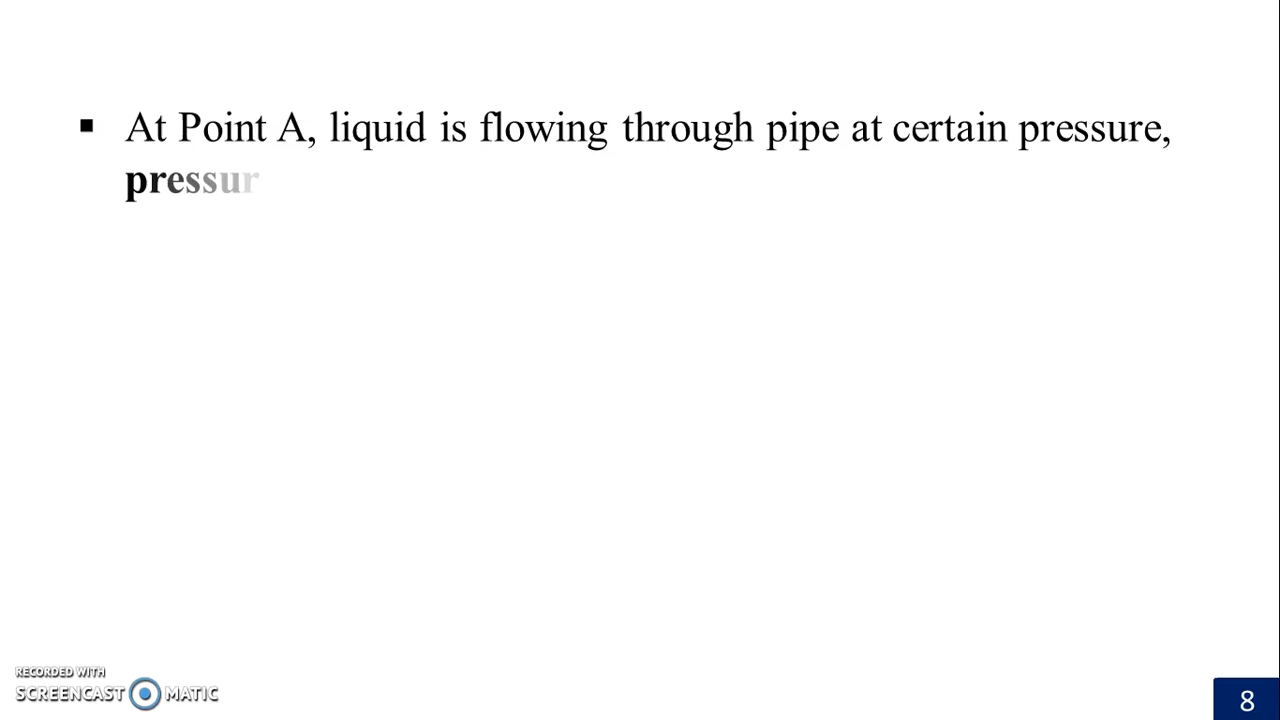 ▪ At Point A, liquid is flowing through pipe at certain pressure,
pressur
RECORDED WITH
SCREENCAST MATIC
8